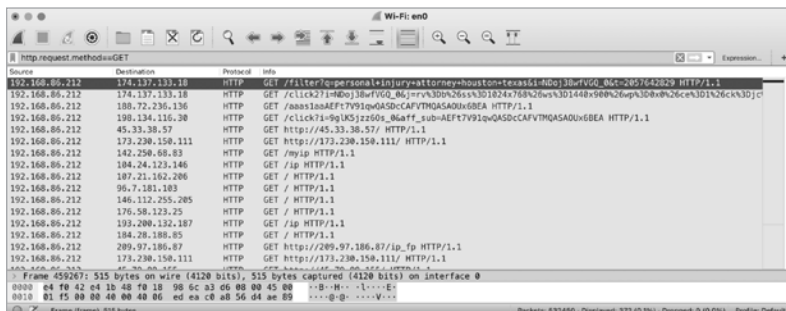 Wi-Fi: en0
http.request.method==GET
Expression...
Source Destination Protocol Info
192.168.86.212 174.137.133.18 HTTP GET /filter?q=personal+injury+attorney+houston+texas&i=NDoj38wfVGQ_0&t=2057642829 HTTP/1.1
192.168.86.212 174.137.133.18 HTTP GET
192.168.86.212 188.72.236.136 HTTP GET HTTP/1.1
192.168.86.212 198.134.116.30 HTTP GET HTTP/1.1
192.168.86.212 45.33.38.57 HTTP GET http://45.33.38.57/ HTTP/1.1
192.168.86.212 173.230.150.111 HTTP GET http://173.230.150.111/ HTTP/1.1
192.168.86.212 142.250.68.83 HTTP GET /myip HTTP/1.1
192.168.86.212 104.24.123.146 HTTP GET /ip HTTP/1.1
192.168.86.212 107.21.162.206 HTTP GET / HTTP/1.1
192.168.86.212 96.7.181.103 HTTP GET / HTTP/1.1
192.168.86.212 146.112.255.205 HTTP GET / HTTP/1.1
192.168.86.212 176.58.123.25 HTTP GET / HTTP/1.1
192.168.86.212 193.200.132.187 HTTP GET /ip HTTP/1.1
192.168.86.212 184.28.188.85 HTTP GET / HTTP/1.1
192.168.86.212 209.97.186.87 HTTP GET http://209.97.186.87/ip_fp HTTP/1.1
192.168.86.212 173.230.150.111 HTTP GET http://173.230.150.111/ HTTP/1.1
Frame 459267: 515 bytes on wire (4120 bits), 515 bytes captured (4120 bits) on interface 0
0000 e4 f0 42 e4 1b 48 f0 18 98 6c a3 d6 08 00 45 00 ··B··H·· ·l····E·
0010 01 f5 00 00 40 00 40 06 ed ea c0 a8 56 d4 ae 89 ····@·@· ····V···